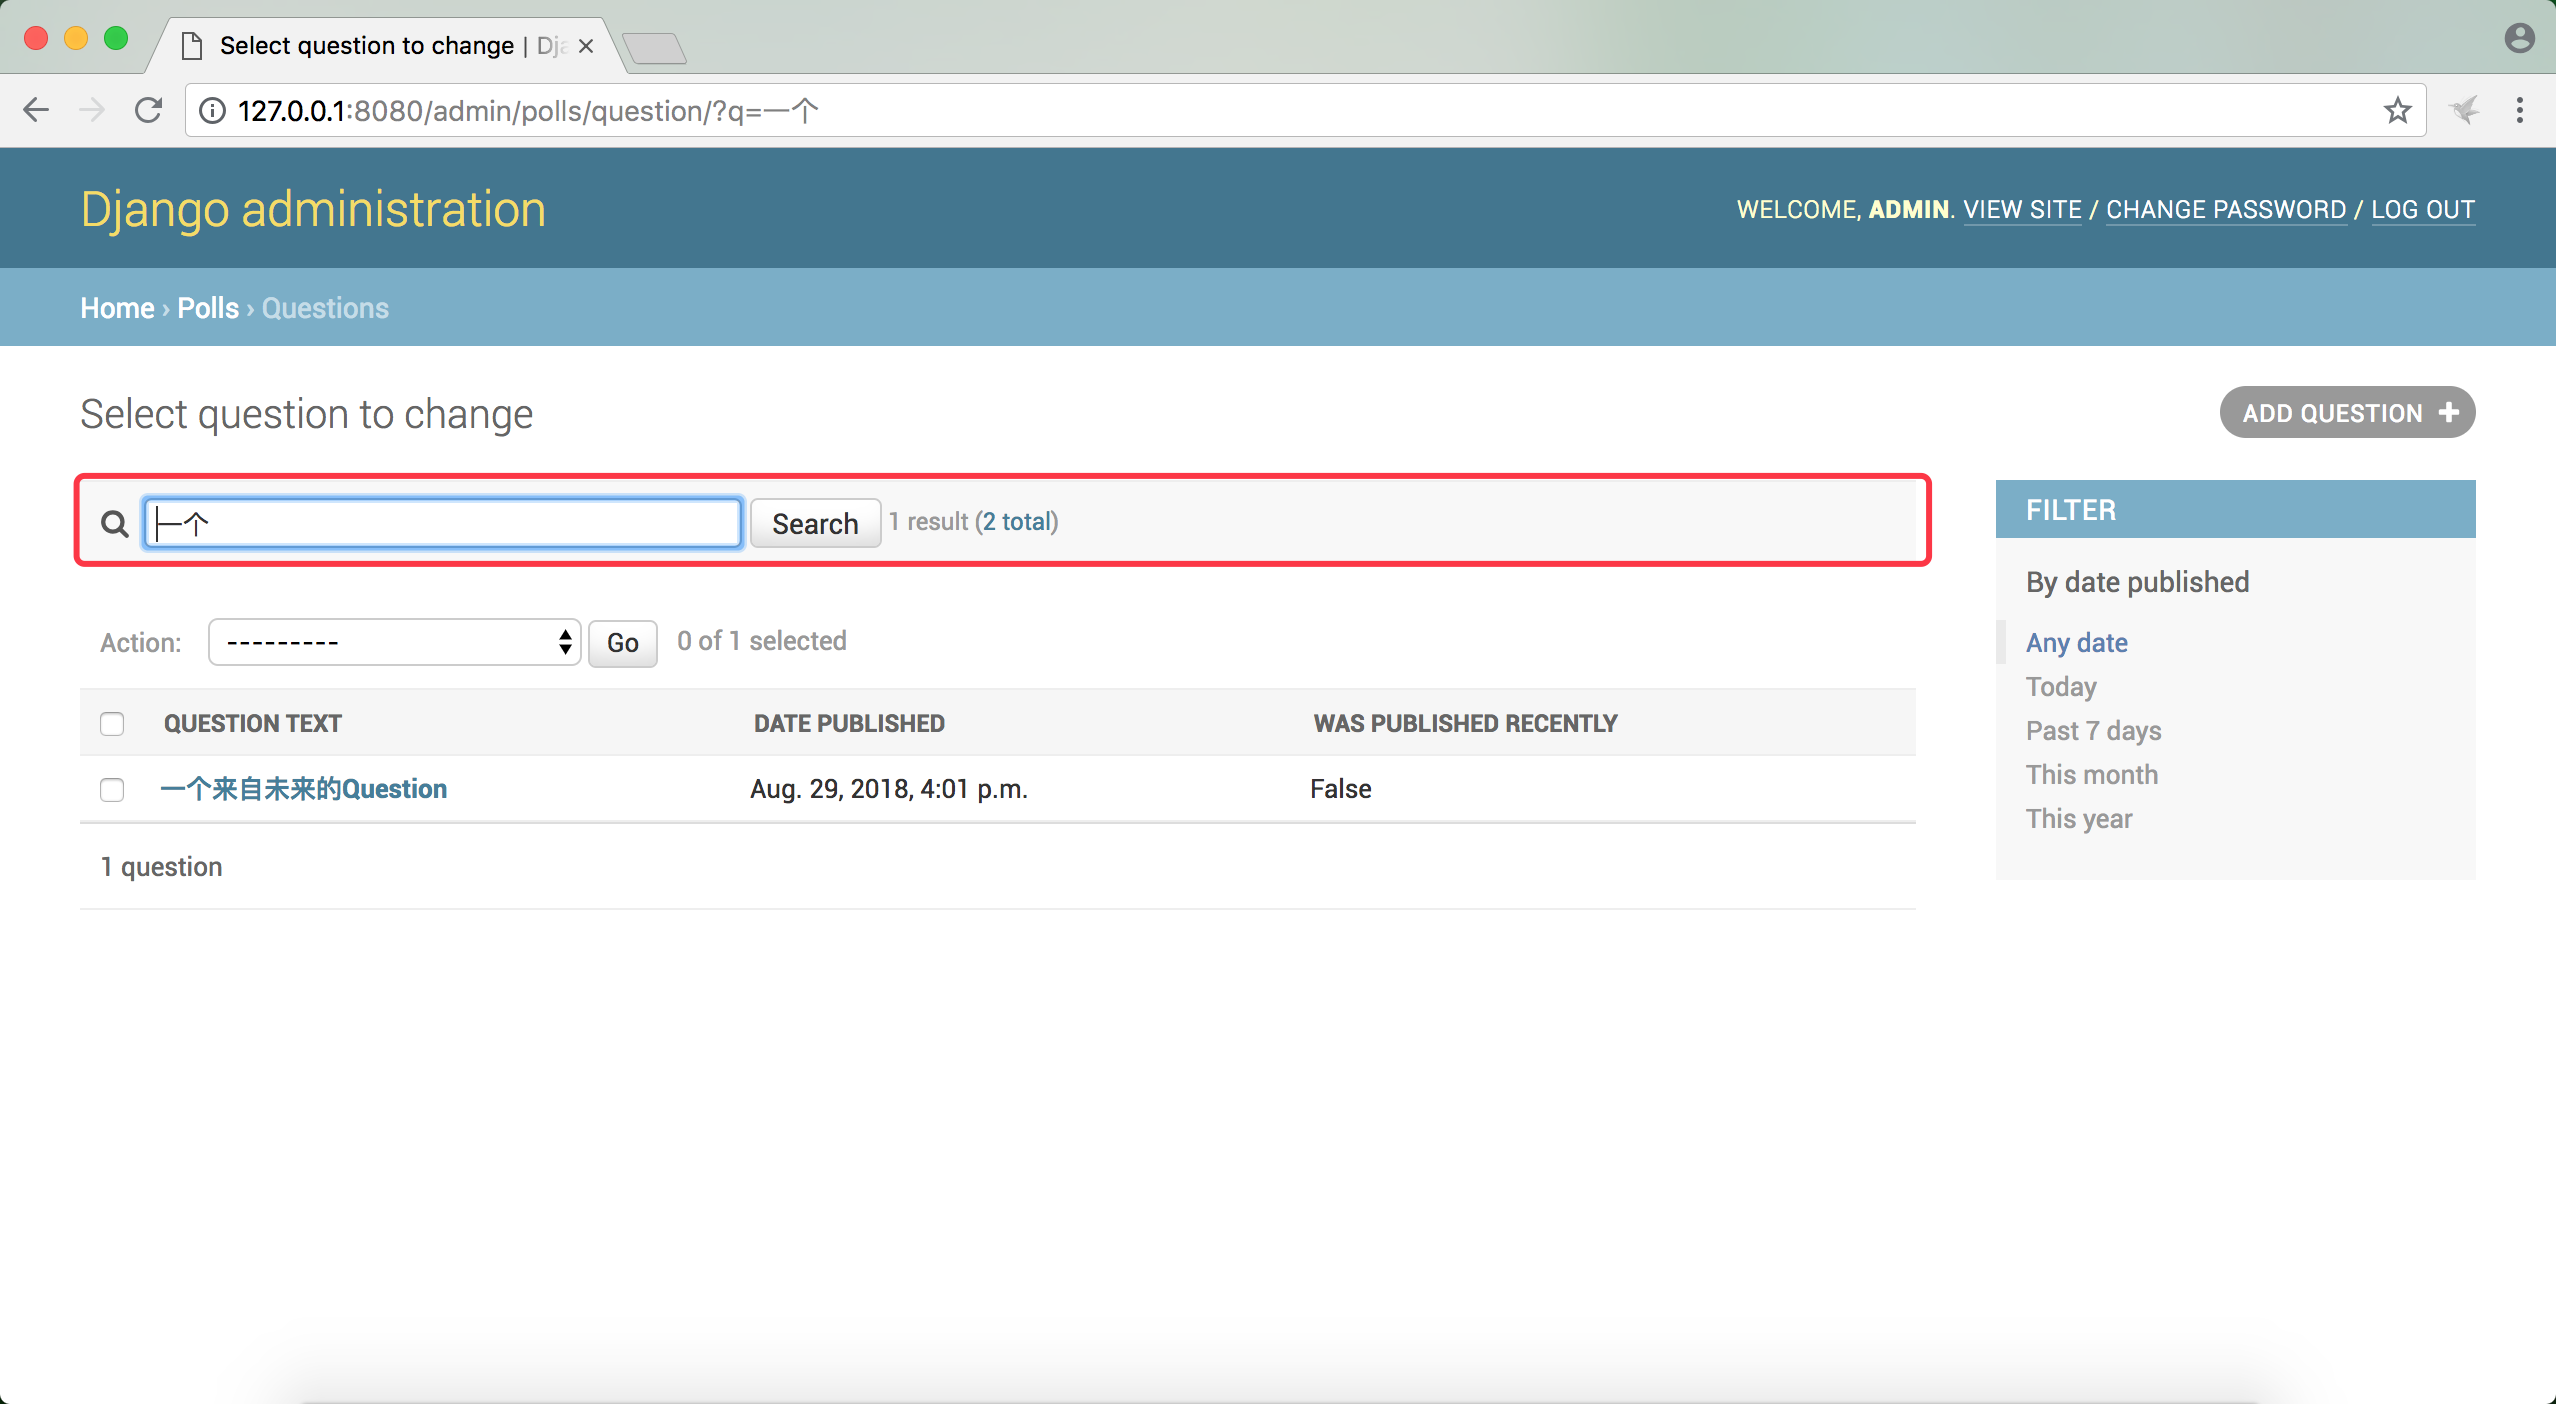 Select question to change | Dja
127.0.0.1:8080/admin/polls/question/?q=一个
Django administration
WELCOME, ADMIN. VIEW SITE / CHANGE PASSWORD / LOG OUT
Home › Polls › Questions
Select question to change
ADD QUESTION +
一个 Search 1 result (2 total)
Action: --------- Go 0 of 1 selected
QUESTION TEXT DATE PUBLISHED WAS PUBLISHED RECENTLY
一个来自未来的Question Aug. 29, 2018, 4:01 p.m. False
1 question
FILTER
By date published
Any date
Today
Past 7 days
This month
This year